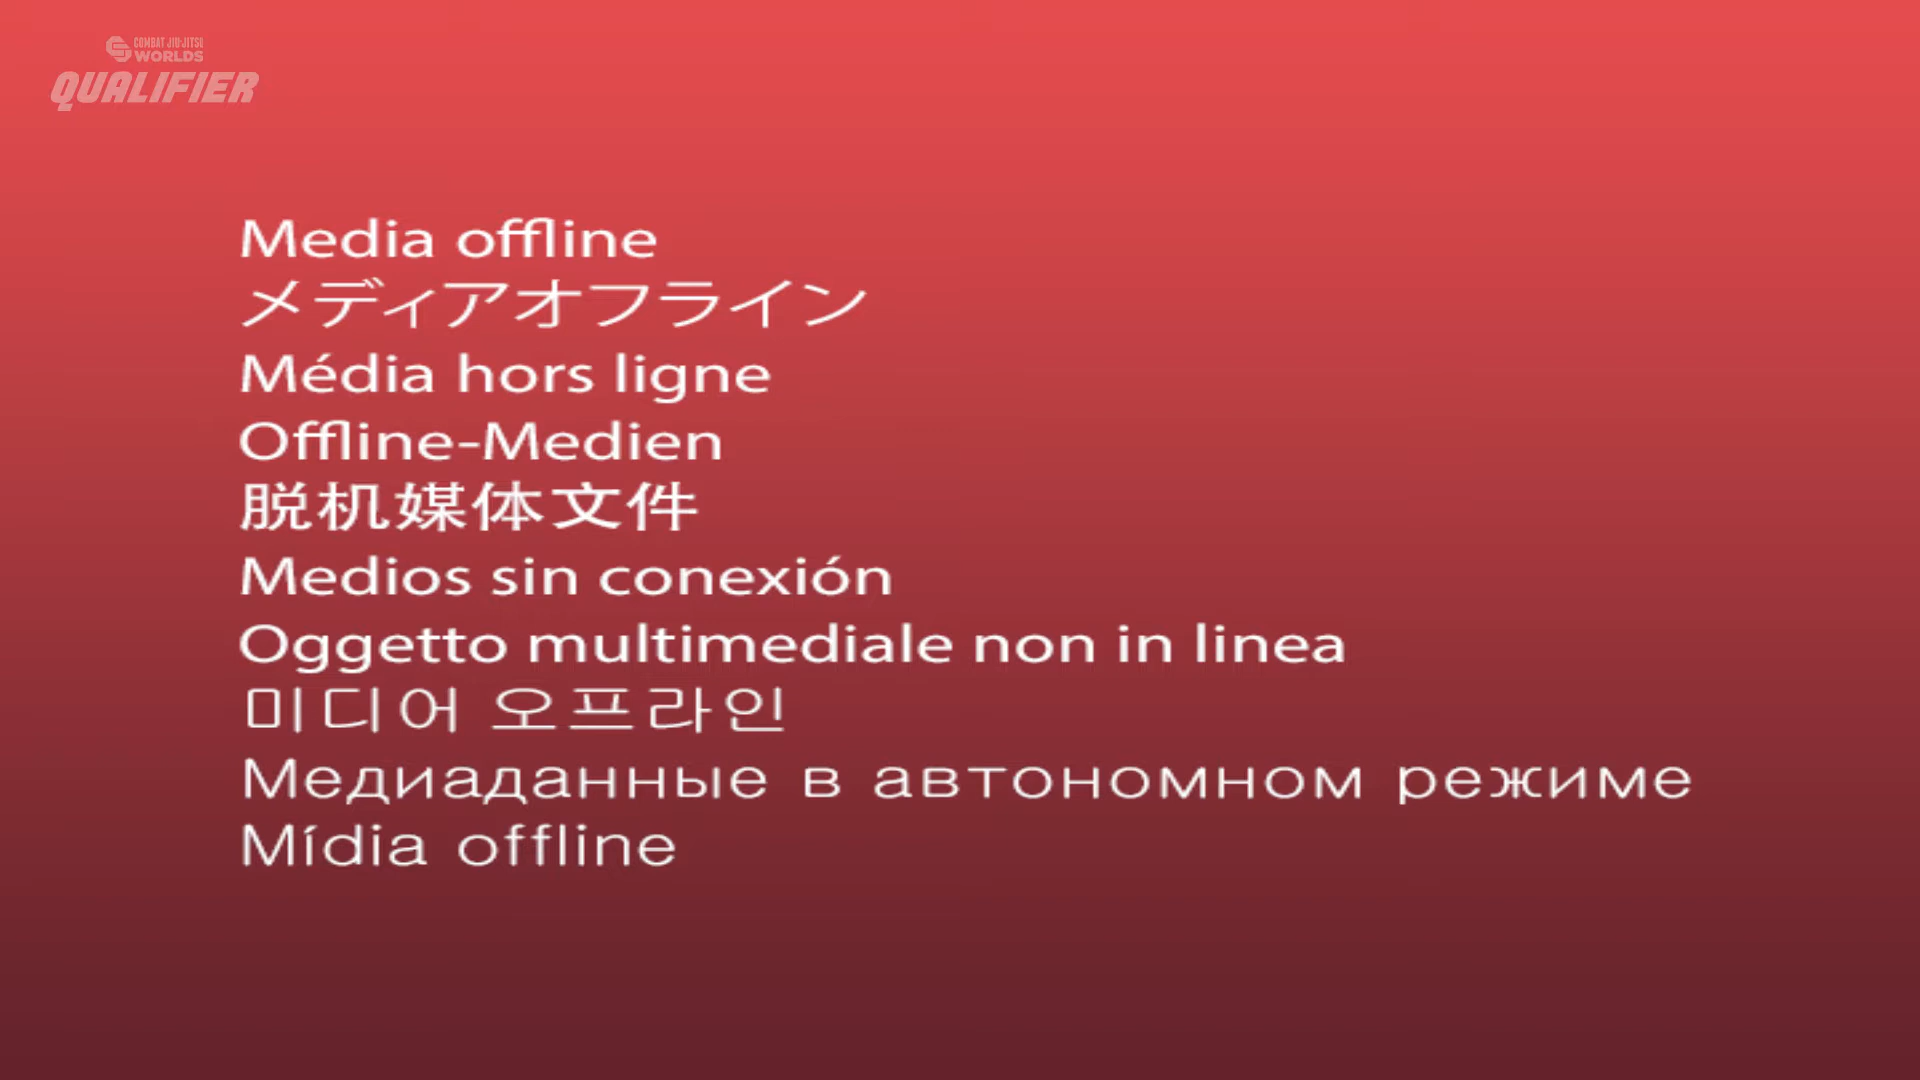 COMBAT JIU-JITSU
WORLDS
QUALIFIER
Media offline
メディアオフライン
Média hors ligne
Offline-Medien
脱机媒体文件
Medios sin conexión
Oggetto multimediale non in linea
미디어 오프라인
Медиаданные в автономном режиме
Mídia offline